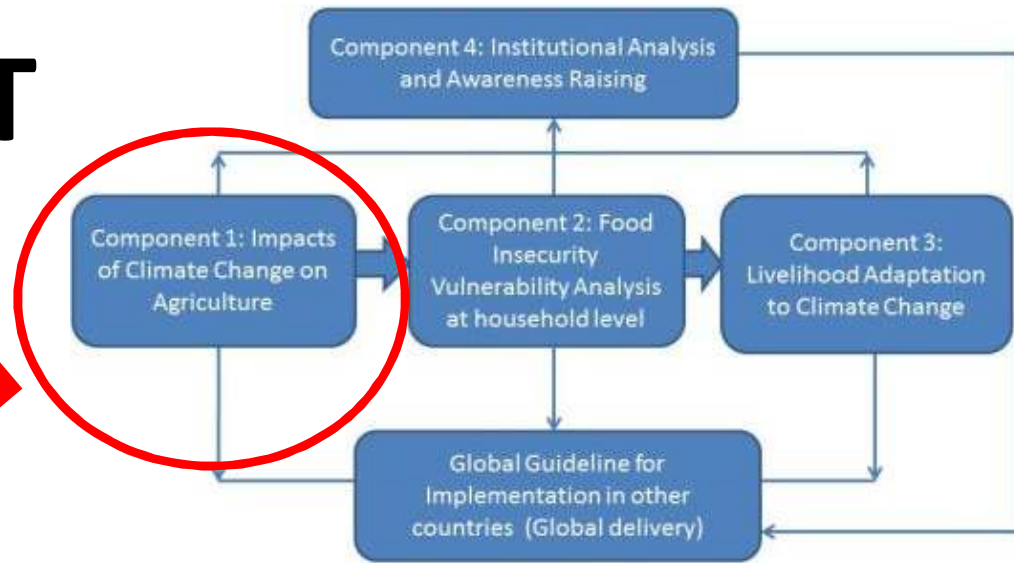 T
Component 4: Institutional Analysis
and Awareness Raising
Component 1: Impacts
of Climate Change on
Agriculture
Component 2: Food
Insecurity
Vulnerability Analysis
at household level
Component 3:
Livelihood Adaptation
to Climate Change
Global Guideline for
Implementation in other
countries (Global delivery)